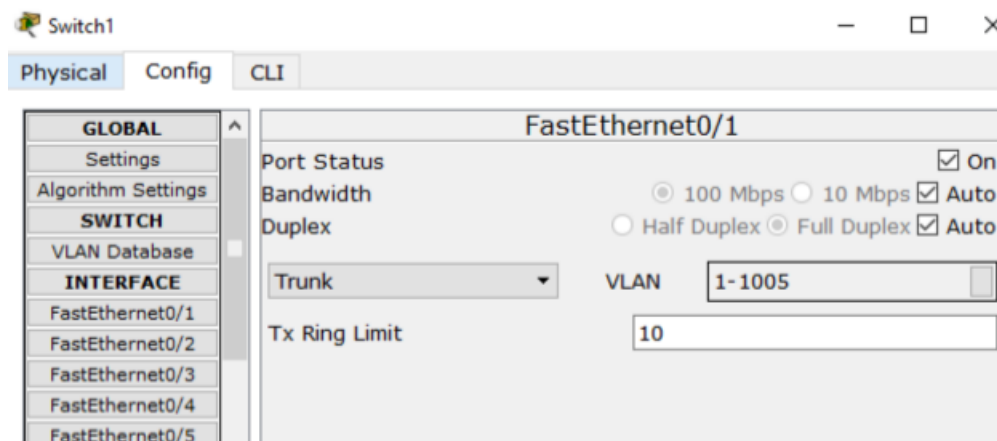 Switch1
Physical Config CLI
GLOBAL
Settings
Algorithm Settings
SWITCH
VLAN Database
INTERFACE
FastEthernet0/1
FastEthernet0/2
FastEthernet0/3
FastEthernet0/4
FastEthernet0/5
FastEthernet0/1
Port Status On
Bandwidth 100 Mbps 10 Mbps Auto
Duplex Half Duplex Full Duplex Auto
Trunk VLAN 1-1005
Tx Ring Limit 10